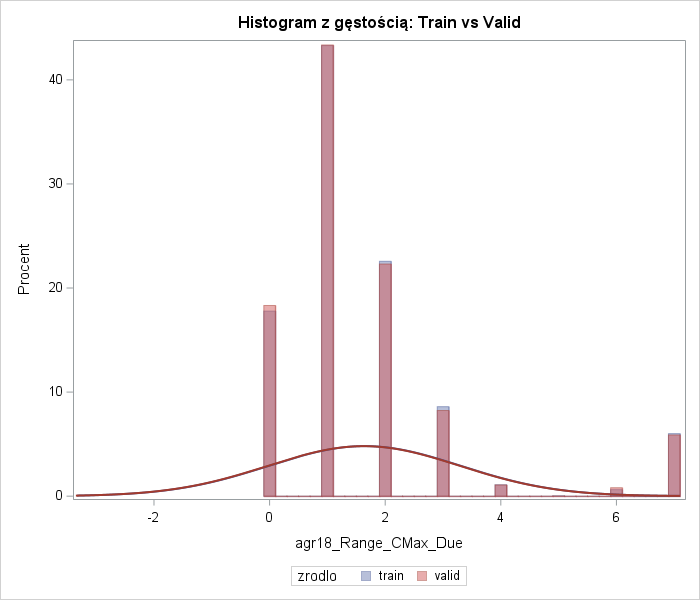 Histogram z gęstością: Train vs Valid
Procent
40
30
20
10
0
-2 0 2 4 6
agr18_Range_CMax_Due
zrodlo train valid